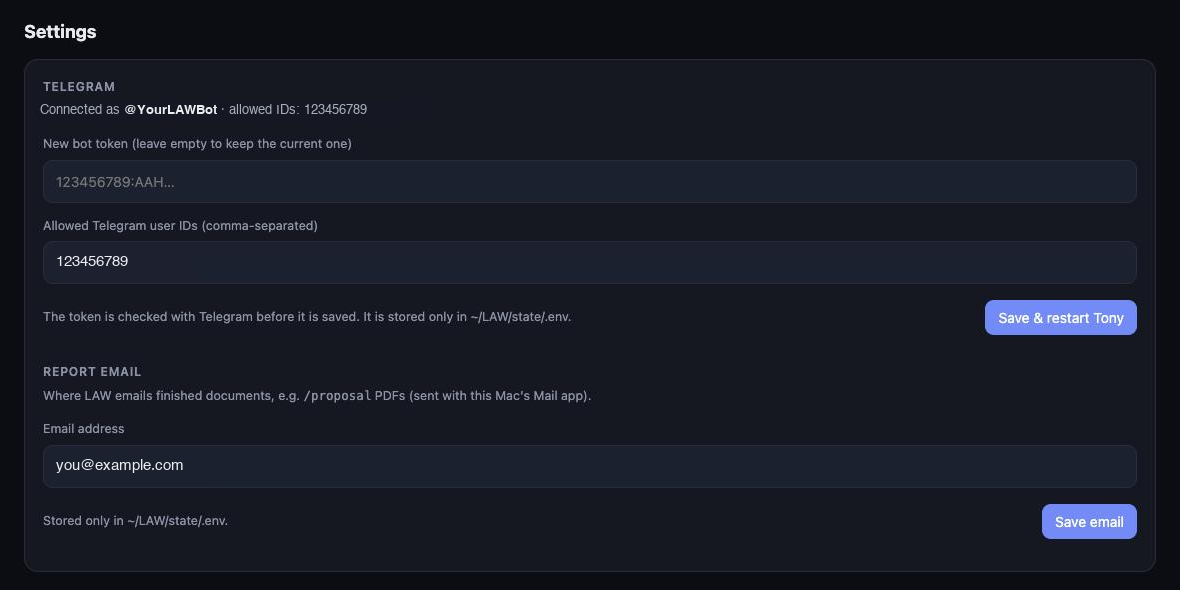 Settings
TELEGRAM
Connected as @YourLAWBot · allowed IDs: 123456789
New bot token (leave empty to keep the current one)
123456789:AAH...
Allowed Telegram user IDs (comma-separated)
123456789
The token is checked with Telegram before it is saved. It is stored only in ~/LAW/state/.env.
Save & restart Tony
REPORT EMAIL
Where LAW emails finished documents, e.g. /proposal PDFs (sent with this Mac's Mail app).
Email address
you@example.com
Stored only in ~/LAW/state/.env.
Save email